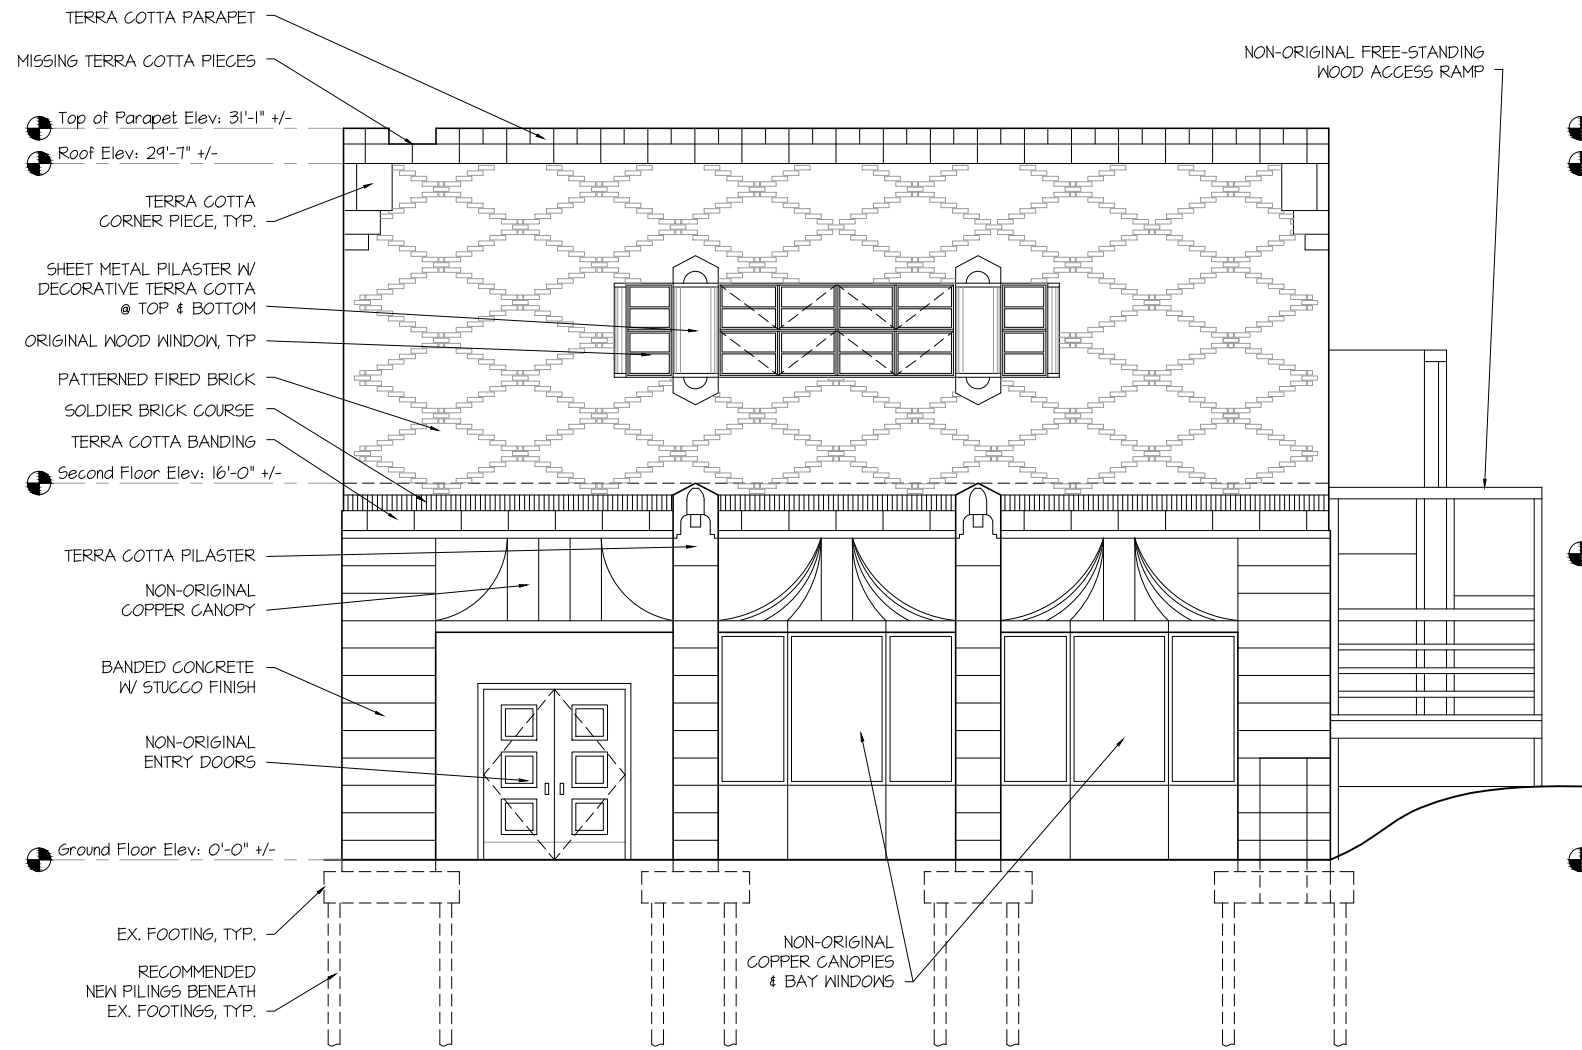 TERRA COTTA PARAPET
MISSING TERRA COTTA PIECES
NON-ORIGINAL FREE-STANDING
WOOD ACCESS RAMP
Top of Parapet Elev: 31'-1" +/-
Roof Elev: 29'-7" +/-
TERRA COTTA
CORNER PIECE, TYP.
SHEET METAL PILASTER W/
DECORATIVE TERRA COTTA
@ TOP & BOTTOM
ORIGINAL WOOD WINDOW, TYP
PATTERNED FIRED BRICK
SOLDIER BRICK COURSE
TERRA COTTA BANDING
Second Floor Elev: 16'-0" +/-
TERRA COTTA PILASTER
NON-ORIGINAL
COPPER CANOPY
BANDED CONCRETE
W/ STUCCO FINISH
NON-ORIGINAL
ENTRY DOORS
Ground Floor Elev: 0'-0" +/-
EX. FOOTING, TYP.
RECOMMENDED
NEW PILINGS BENEATH
EX. FOOTINGS, TYP.
NON-ORIGINAL
COPPER CANOPIES
& BAY WINDOWS